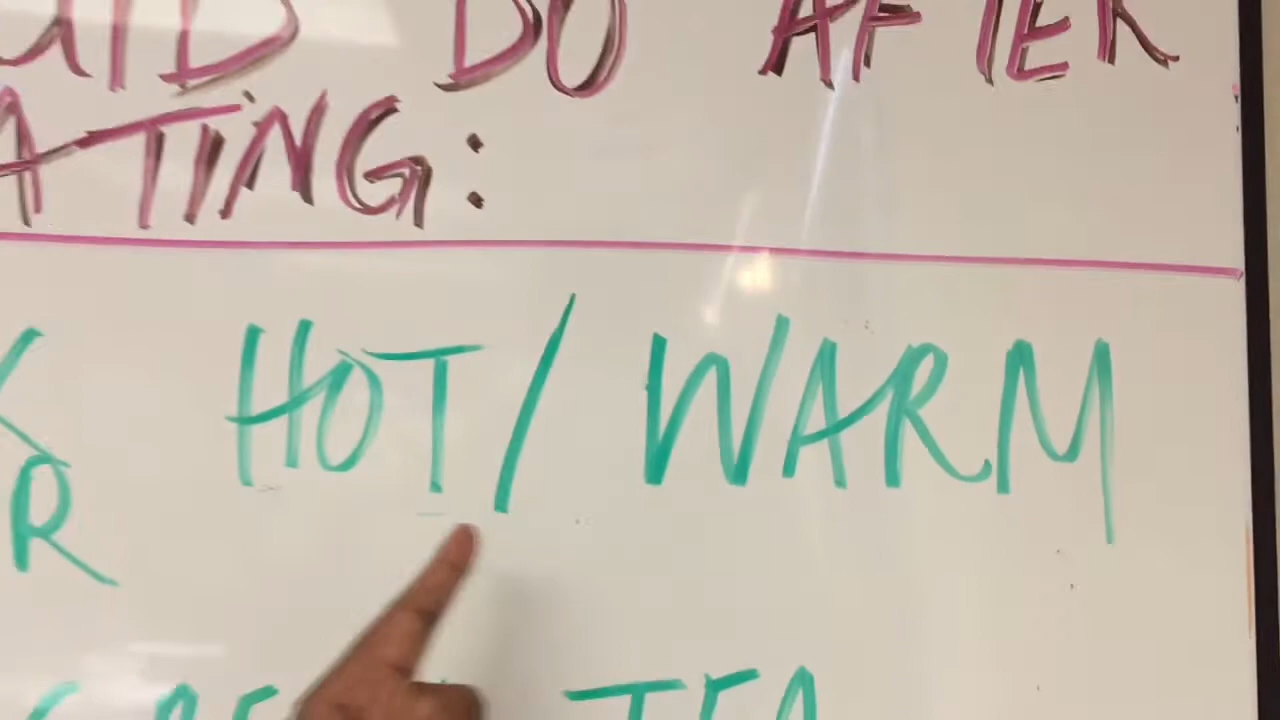 DO AFTER
ATING:
HOT/ WARM
R
TEA